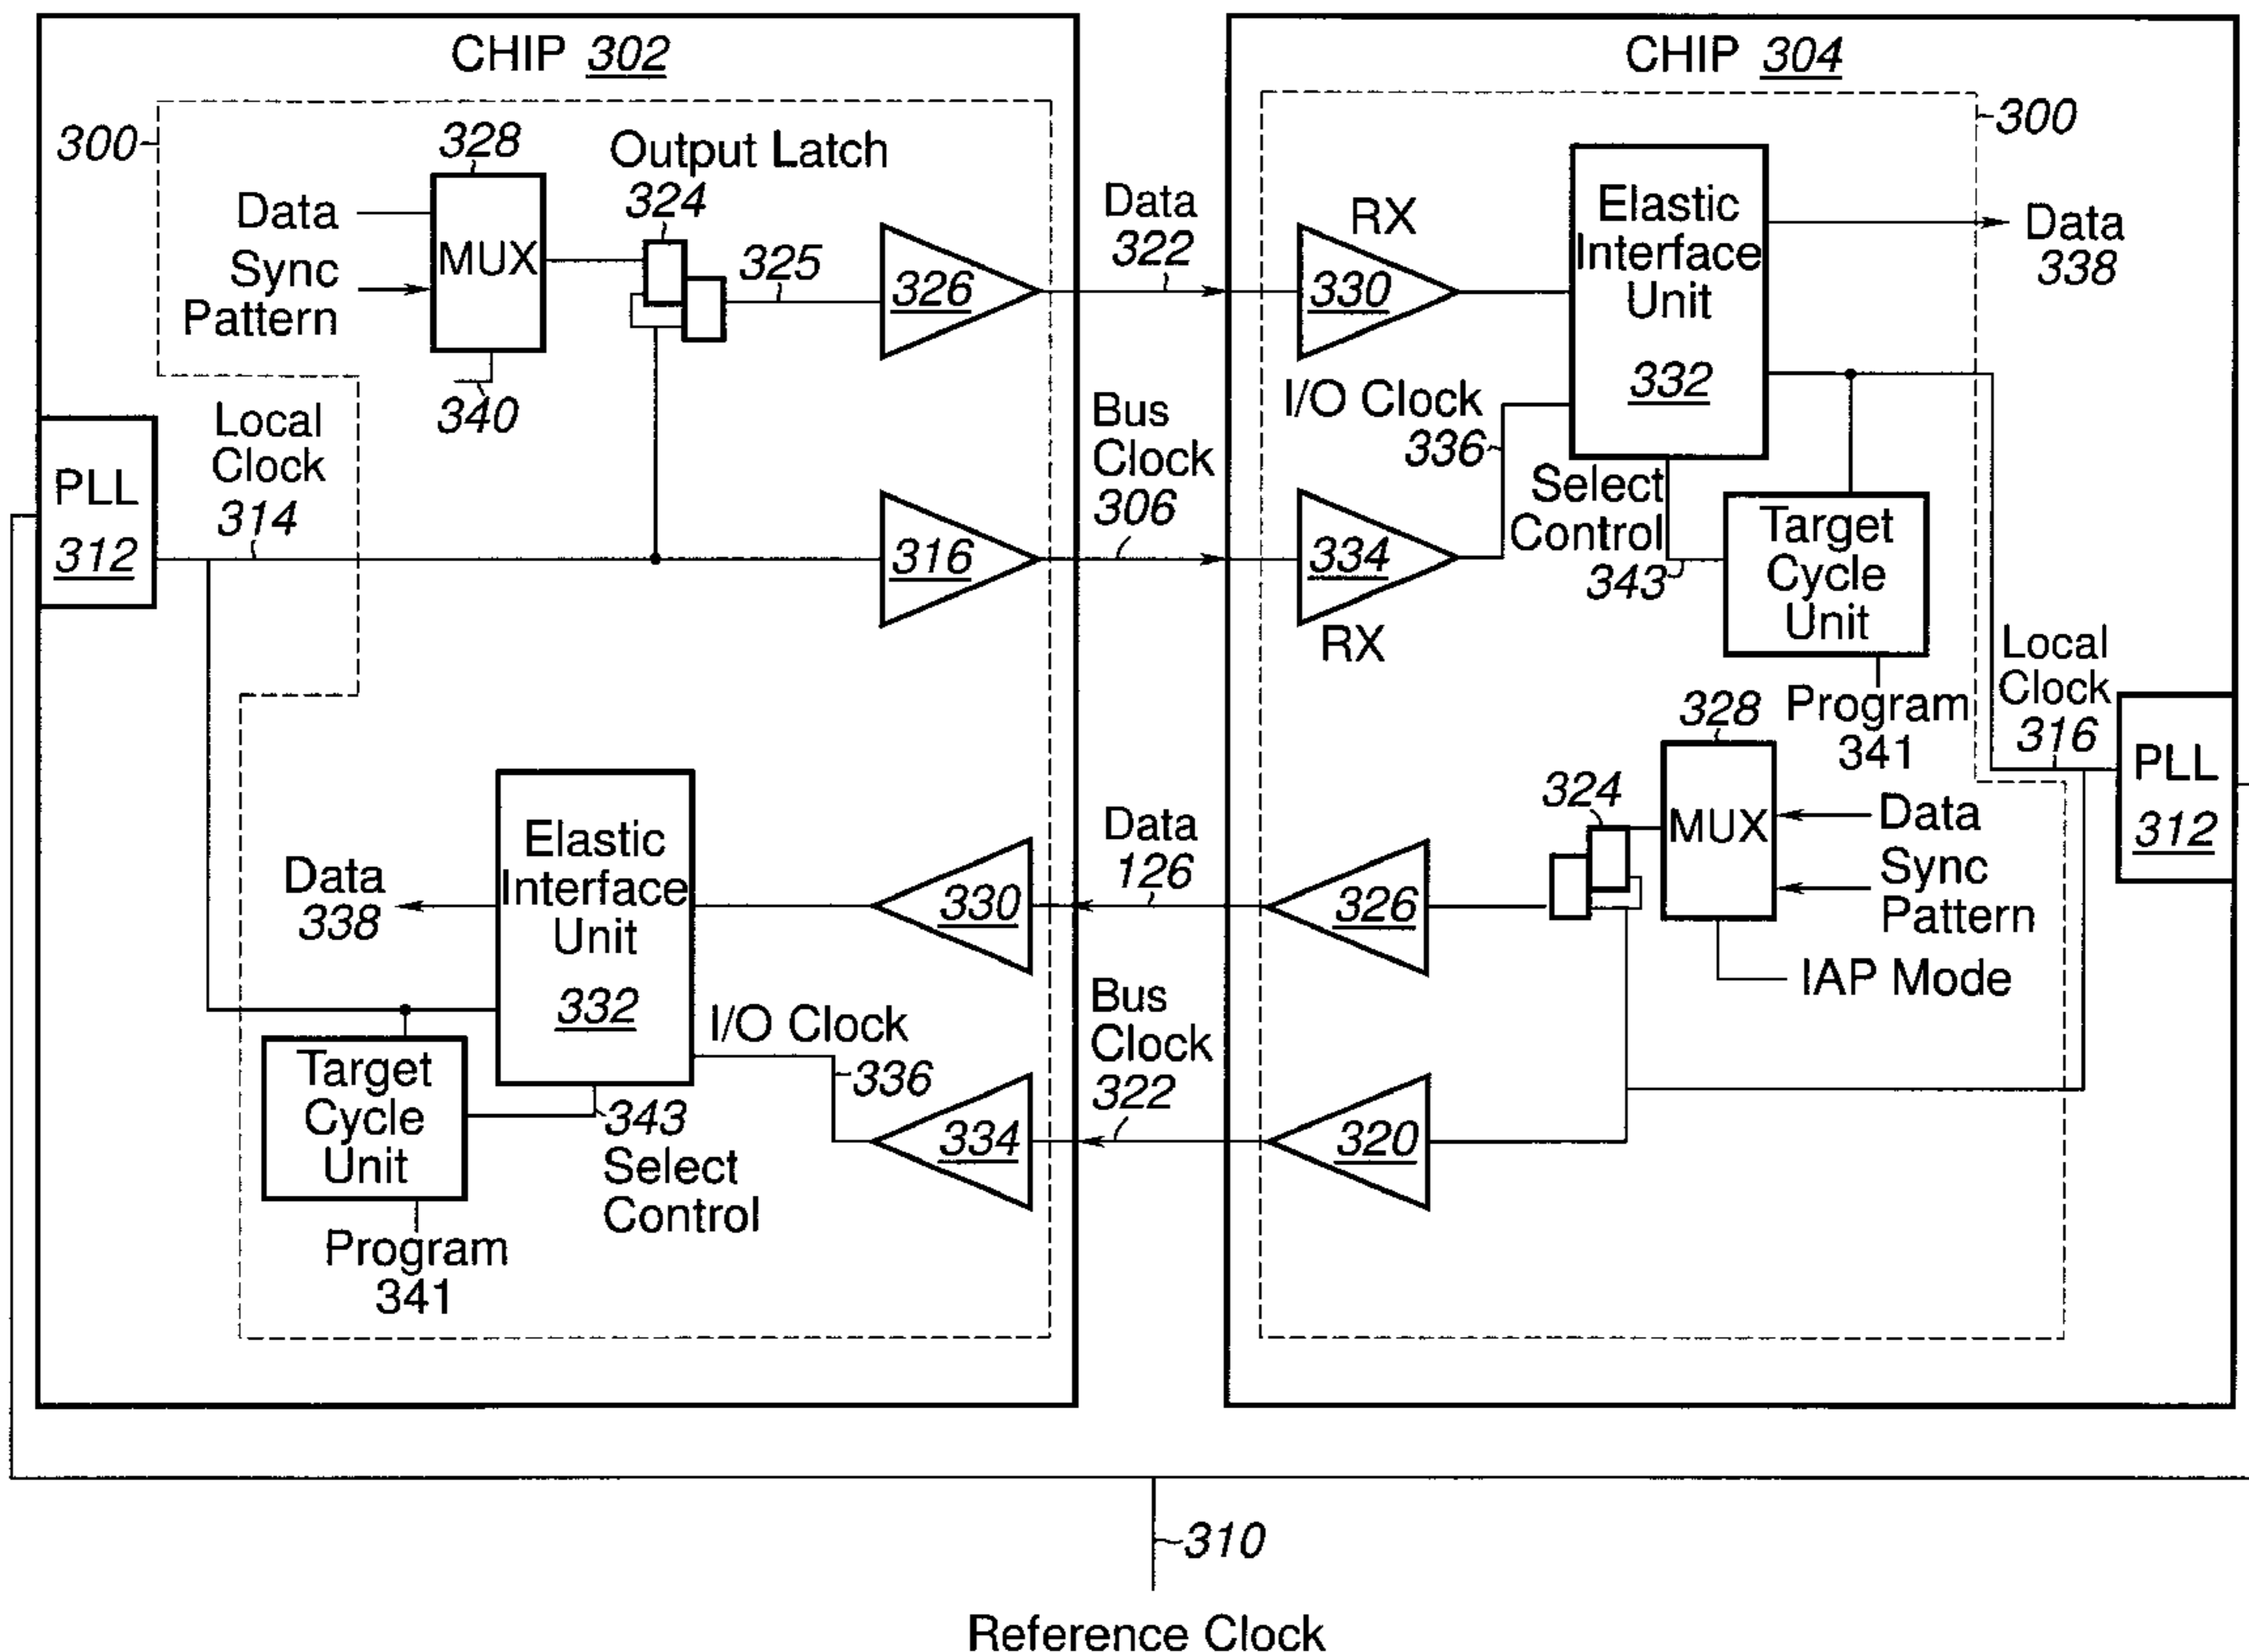 CHIP 302
300
328
Output Latch
324
Data
Sync
Pattern
MUX
325
326
340
Local
Clock
314
PLL
312
316
Data
322
Bus
Clock
306
Elastic
Interface
Unit
332
Data
338
330
I/O Clock
336
334
343
Select
Control
Target
Cycle
Unit
Program
341
Data
126
Bus
Clock
322
CHIP 304
300
RX
330
Elastic
Interface
Unit
332
Data
338
I/O Clock
336
Select
Control
343
334
RX
Target
Cycle
Unit
Program
341
Local
Clock
316
PLL
312
328
324
MUX
Data
Sync
Pattern
IAP Mode
326
320
310
Reference Clock